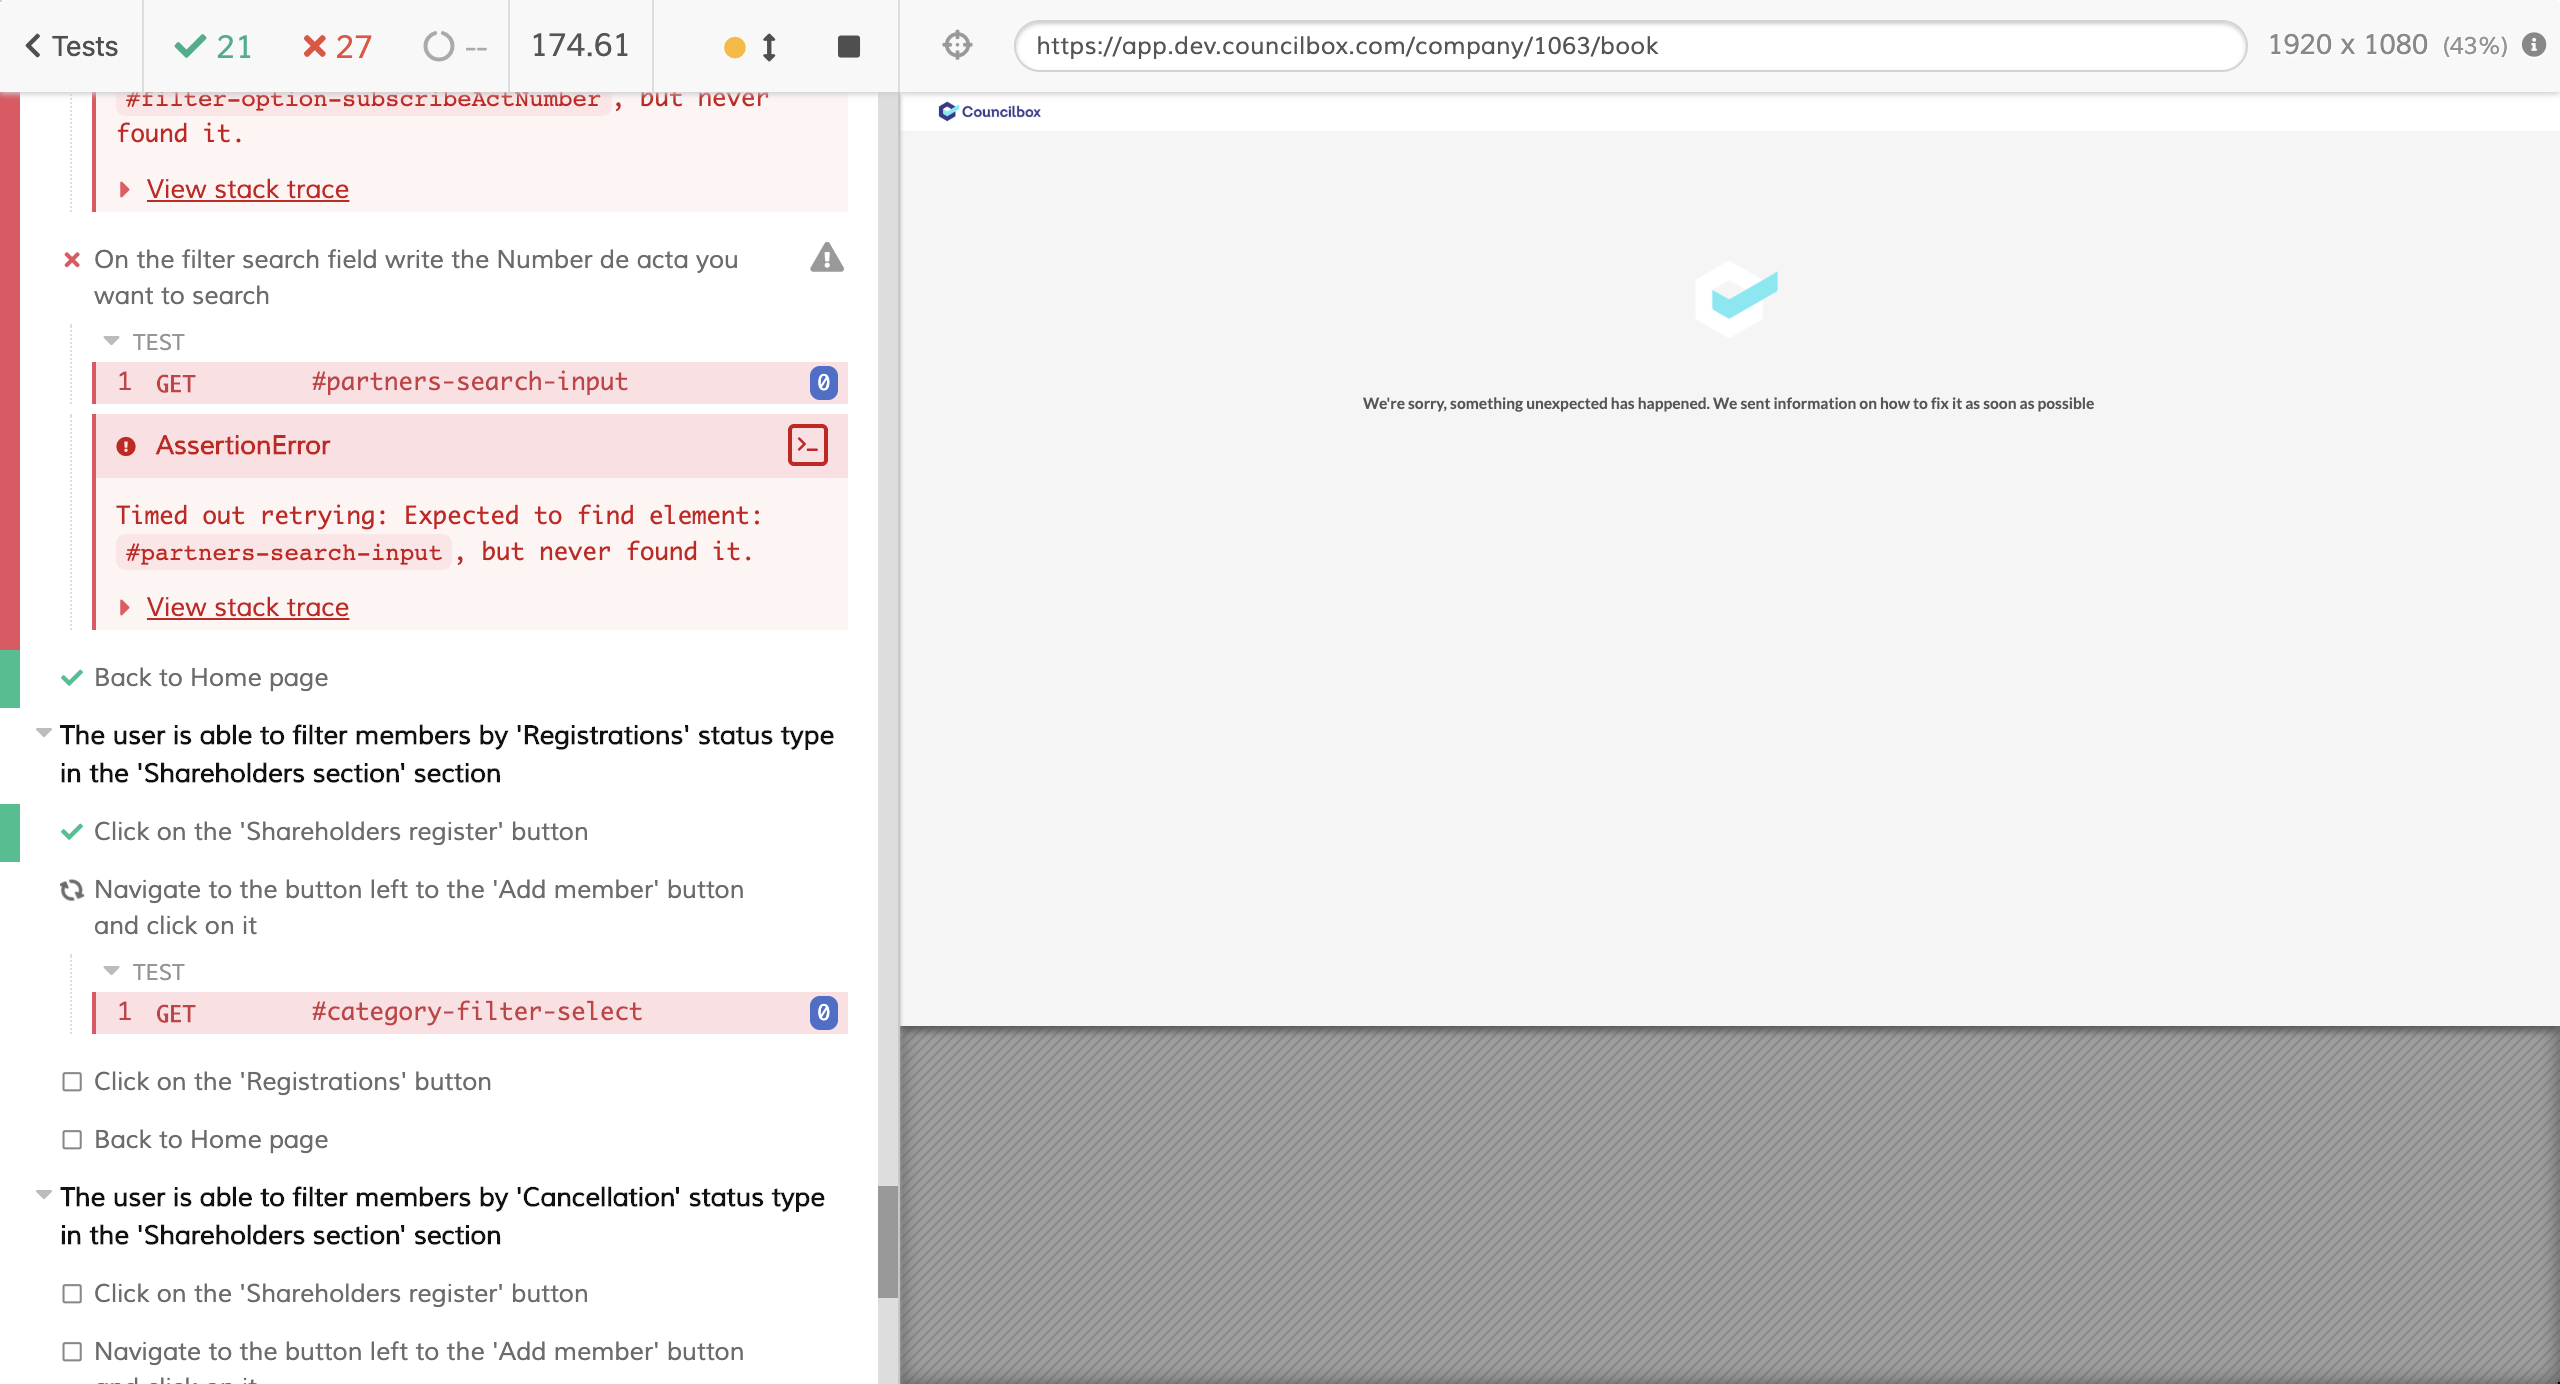 Tests
21
27
--
174.61
https://app.dev.councilbox.com/company/1063/book
1920 x 1080 (43%)
#filter-option-subscribeActNumber , but never
found it.
View stack trace
On the filter search field write the Number de acta you
want to search
TEST
1 GET #partners-search-input 0
AssertionError
Timed out retrying: Expected to find element:
#partners-search-input , but never found it.
View stack trace
Back to Home page
The user is able to filter members by 'Registrations' status type
in the 'Shareholders section' section
Click on the 'Shareholders register' button
Navigate to the button left to the 'Add member' button
and click on it
TEST
1 GET #category-filter-select 0
Click on the 'Registrations' button
Back to Home page
The user is able to filter members by 'Cancellation' status type
in the 'Shareholders section' section
Click on the 'Shareholders register' button
Navigate to the button left to the 'Add member' button
and click on it
Councilbox
We're sorry, something unexpected has happened. We sent information on how to fix it as soon as possible